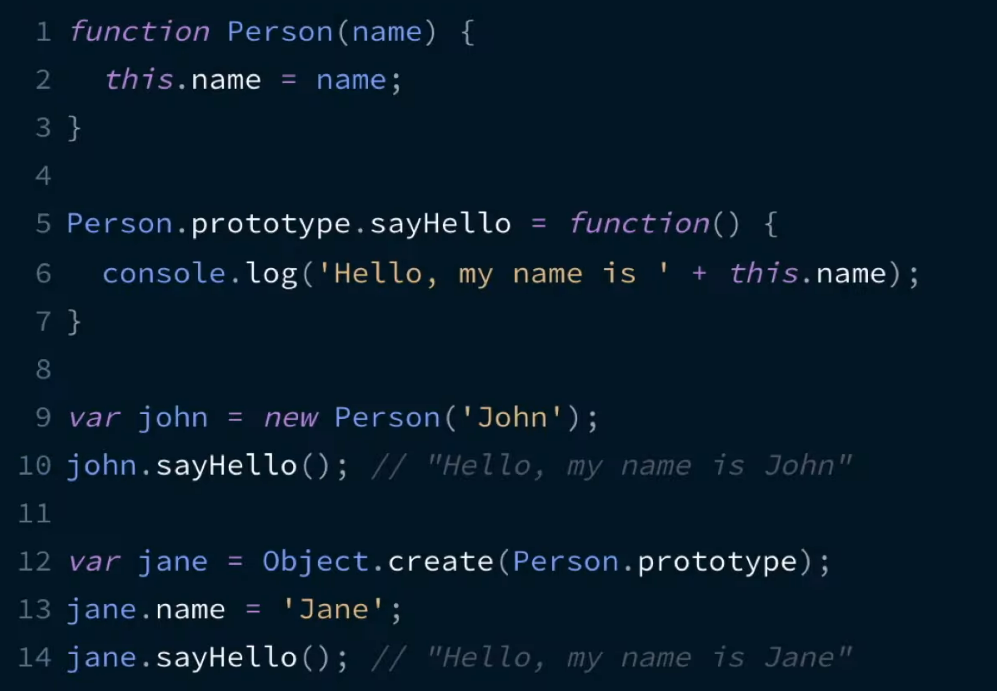 1 function Person(name) {
2   this.name = name;
3 }
4
5 Person.prototype.sayHello = function() {
6   console.log('Hello, my name is ' + this.name);
7 }
8
9 var john = new Person('John');
10 john.sayHello(); // "Hello, my name is John"
11
12 var jane = Object.create(Person.prototype);
13 jane.name = 'Jane';
14 jane.sayHello(); // "Hello, my name is Jane"